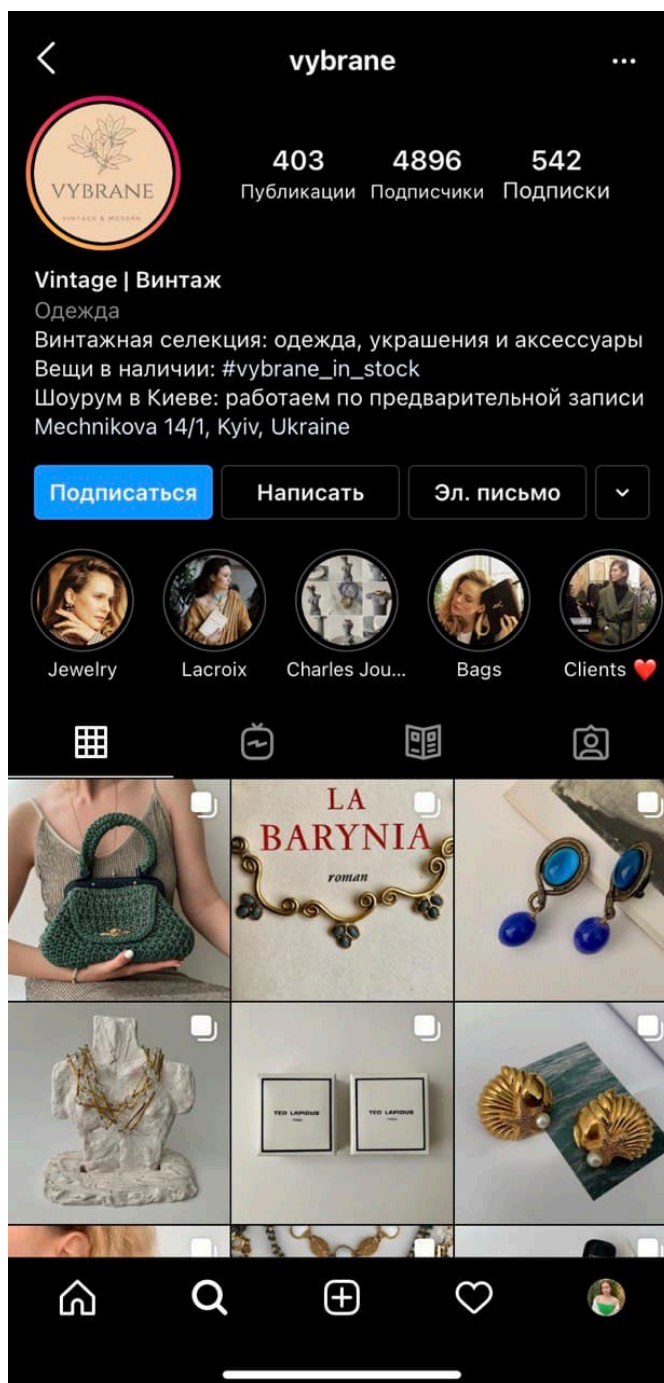 vybrane
VYBRANE
VINTAGE & MODERN
403 4896 542
Публикации Подписчики Подписки
Vintage | Винтаж
Одежда
Винтажная селекция: одежда, украшения и аксессуары
Вещи в наличии: #vybrane_in_stock
Шоурум в Киеве: работаем по предварительной записи
Mechnikova 14/1, Kyiv, Ukraine
Подписаться Написать Эл. письмо
Jewelry Lacroix Charles Jou... Bags Clients ❤️
LA
BARYNIA
roman
TED LAPIDUS TED LAPIDUS